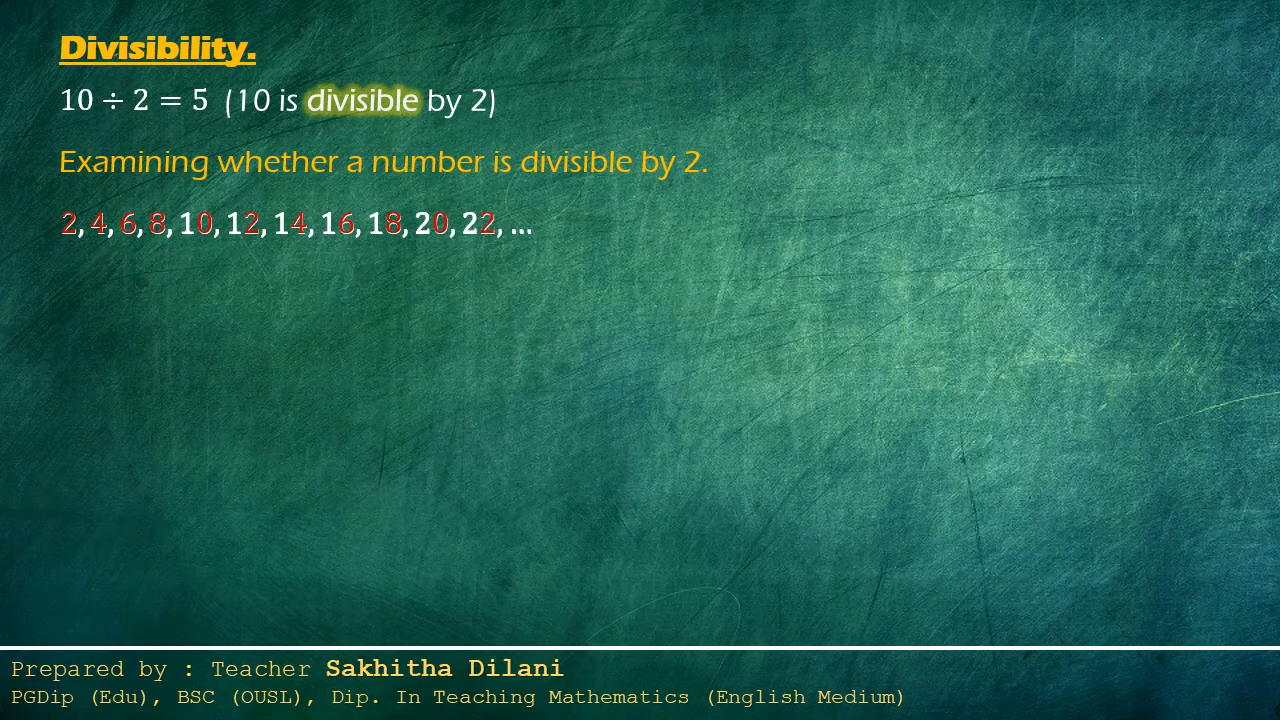 Divisibility.
10 ÷ 2 = 5 (10 is divisible by 2)
Examining whether a number is divisible by 2.
2, 4, 6, 8, 10, 12, 14, 16, 18, 20, 22, ...
Prepared by : Teacher Sakhitha Dilani
PGDip (Edu), BSC (OUSL), Dip. In Teaching Mathematics (English Medium)